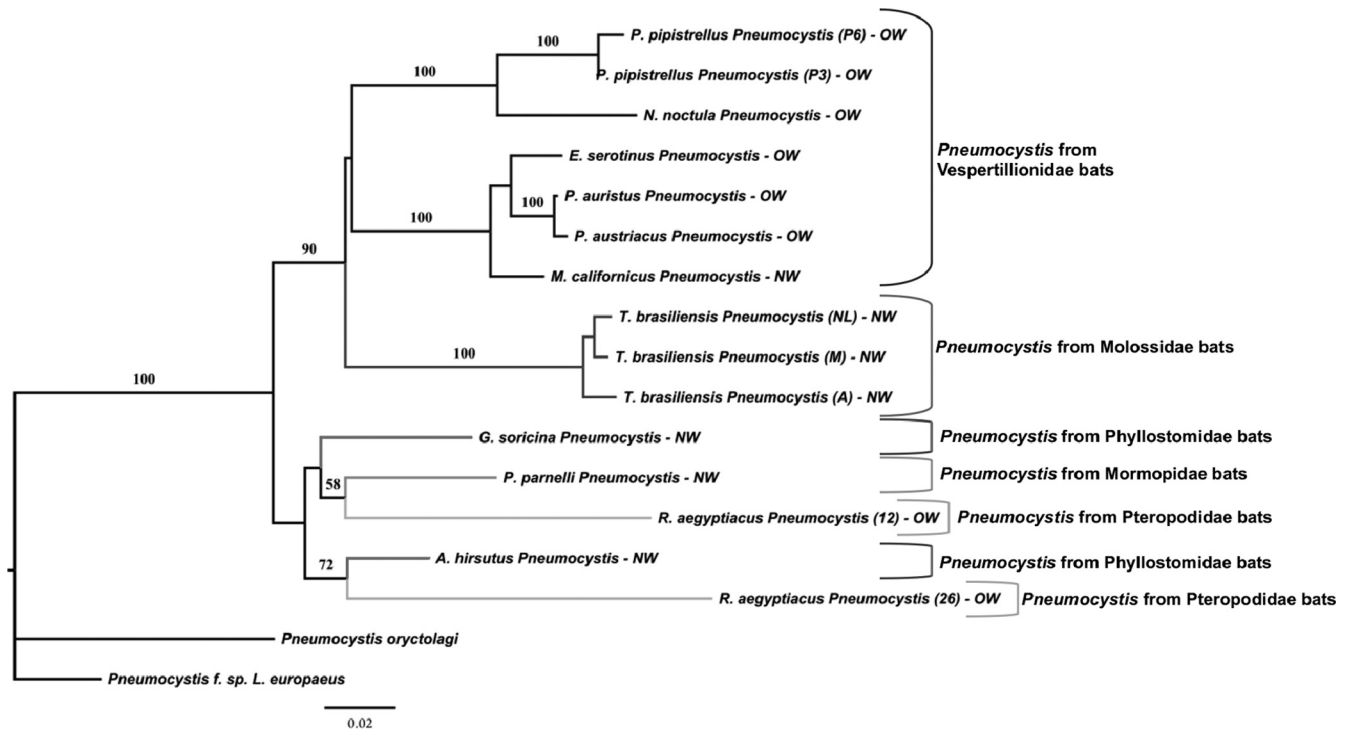 P. pipistrellus Pneumocystis (P6) - OW
100
P. pipistrellus Pneumocystis (P3) - OW
100
N. noctula Pneumocystis - OW
E. serotinus Pneumocystis - OW
Pneumocystis from
Vespertillionidae bats
P. auristus Pneumocystis - OW
100
100
P. austriacus Pneumocystis - OW
90
M. californicus Pneumocystis - NW
T. brasiliensis Pneumocystis (NL) - NW
Pneumocystis from Molossidae bats
100
T. brasiliensis Pneumocystis (M) - NW
100
T. brasiliensis Pneumocystis (A) - NW
G. soricina Pneumocystis - NW
Pneumocystis from Phyllostomidae bats
58
P. parnelli Pneumocystis - NW
Pneumocystis from Mormopidae bats
R. aegyptiacus Pneumocystis (12) - OW
Pneumocystis from Pteropodidae bats
72
A. hirsutus Pneumocystis - NW
Pneumocystis from Phyllostomidae bats
R. aegyptiacus Pneumocystis (26) - OW
Pneumocystis from Pteropodidae bats
Pneumocystis oryctolagi
Pneumocystis f. sp. L. europaeus
0.02